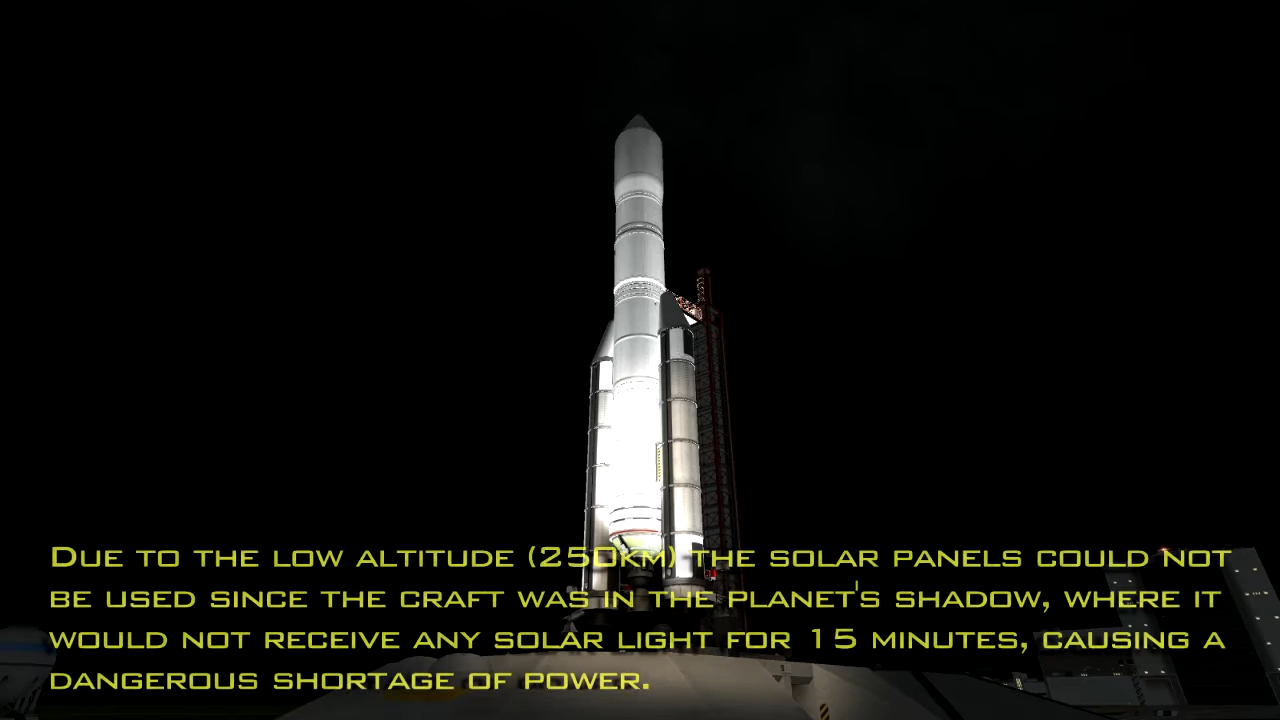 Due to the low altitude (250km) the solar panels could not
be used since the craft was in the planet's shadow, where it
would not receive any solar light for 15 minutes, causing a
dangerous shortage of power.